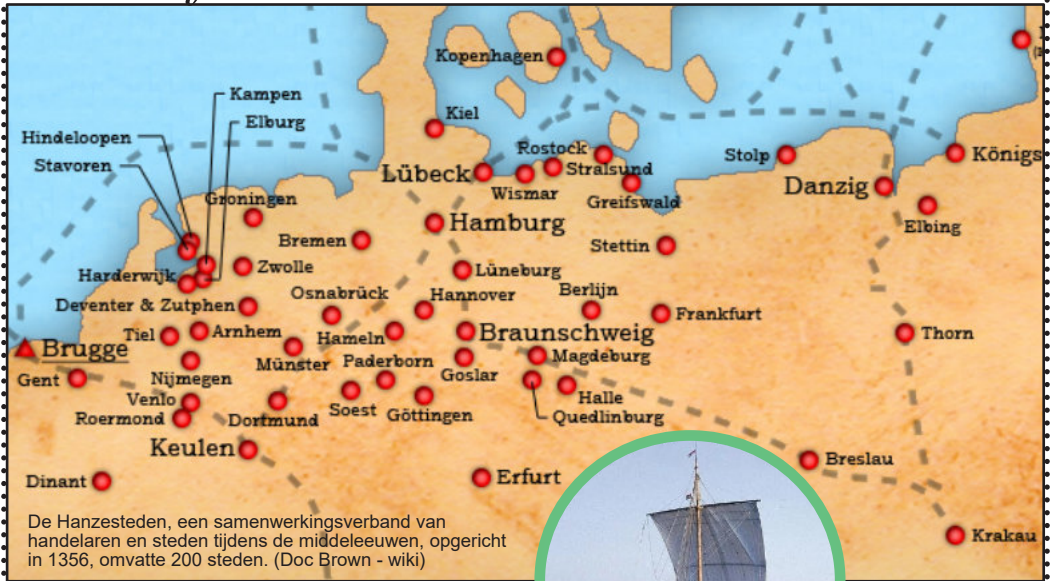 Kopenhagen
Kampen
Kiel
Elburg
Hindeloopen
Stavoren
Rostock
Stolp
Königs
Lübeck
Stralsund
Wismar
Danzig
Groningen
Greifswald
Hamburg
Elbing
Bremen
Stettin
Zwolle
Lüneburg
Harderwijk
Osnabrück
Hannover
Berlijn
Deventer & Zutphen
Frankfurt
Tiel
Arnhem
Hameln
Braunschweig
Thorn
Brugge
Münster
Paderborn
Magdeburg
Goslar
Gent
Nijmegen
Venlo
Halle
Soest
Göttingen
Quedlinburg
Roermond
Dortmund
Keulen
Breslau
Erfurt
Dinant
Krakau
De Hanzesteden, een samenwerkingsverband van
handelaren en steden tijdens de middeleeuwen, opgericht
in 1356, omvatte 200 steden. (Doc Brown - wiki)